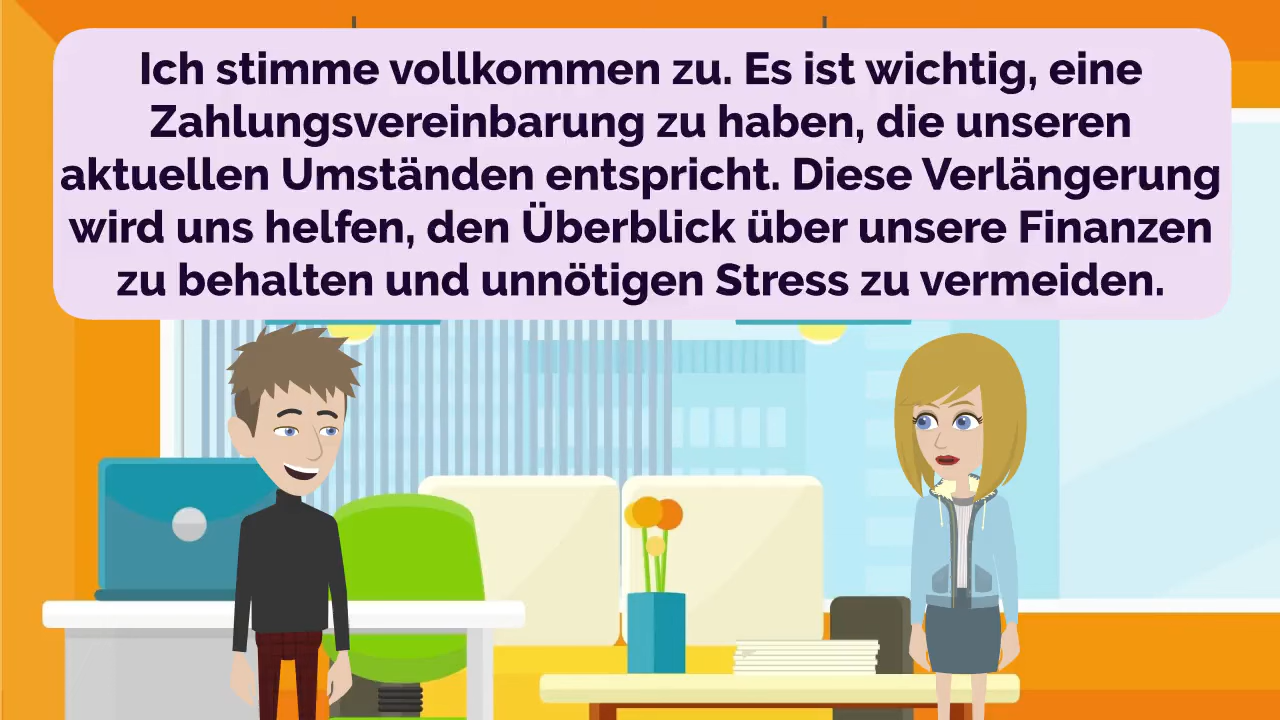 Ich stimme vollkommen zu. Es ist wichtig, eine
Zahlungsvereinbarung zu haben, die unseren
aktuellen Umständen entspricht. Diese Verlängerung
wird uns helfen, den Überblick über unsere Finanzen
zu behalten und unnötigen Stress zu vermeiden.